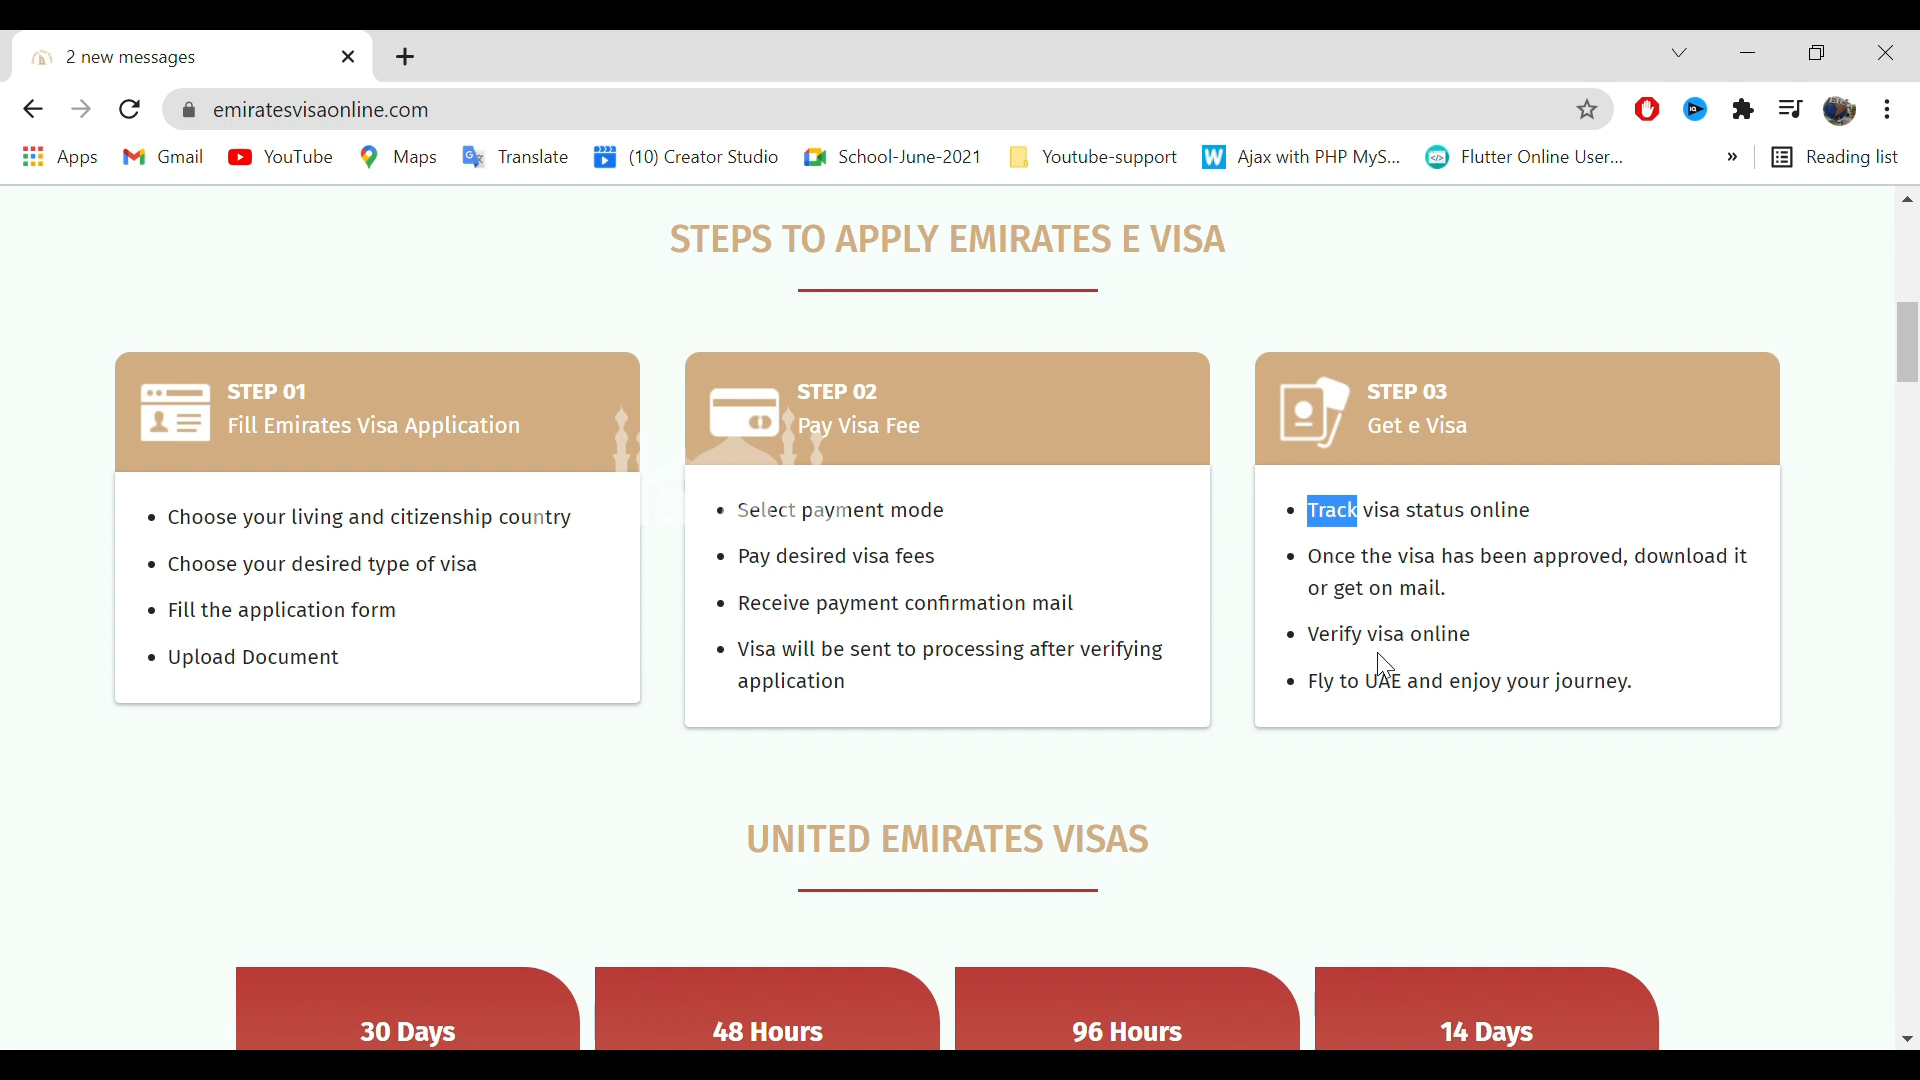 2 new messages
emiratesvisaonline.com
Apps
Gmail
YouTube
Maps
Translate
(10) Creator Studio
School-June-2021
Youtube-support
Ajax with PHP MyS...
Flutter Online User...
»
Reading list
STEPS TO APPLY EMIRATES E VISA
STEP 01
Fill Emirates Visa Application
• Choose your living and citizenship country
• Choose your desired type of visa
• Fill the application form
• Upload Document
STEP 02
Pay Visa Fee
• Select payment mode
• Pay desired visa fees
• Receive payment confirmation mail
• Visa will be sent to processing after verifying
application
STEP 03
Get e Visa
• Track visa status online
• Once the visa has been approved, download it
or get on mail.
• Verify visa online
• Fly to UAE and enjoy your journey.
UNITED EMIRATES VISAS
30 Days
48 Hours
96 Hours
14 Days